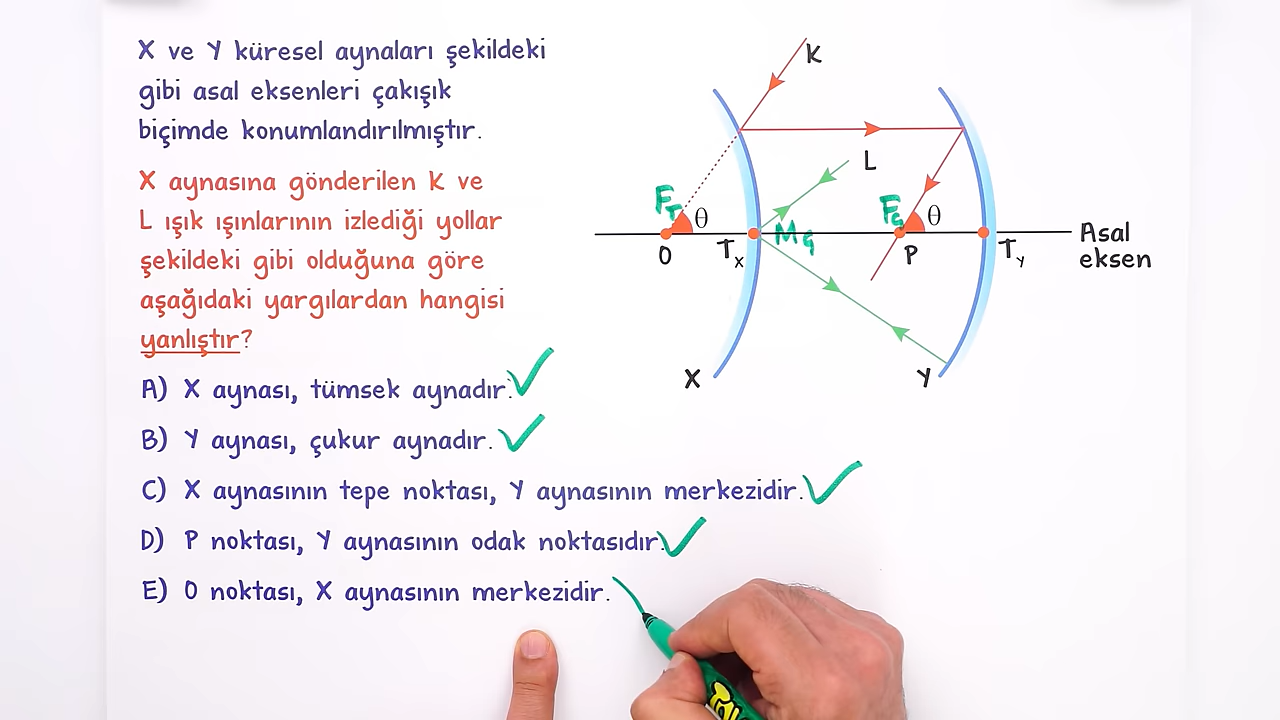 X ve Y küresel aynaları şekildeki
gibi asal eksenleri çakışık
biçimde konumlandırılmıştır.
X aynasına gönderilen K ve
L ışık ışınlarının izlediği yollar
şekildeki gibi olduğuna göre
aşağıdaki yargılardan hangisi
yanlıştır?
A) X aynası, tümsek aynadır.
B) Y aynası, çukur aynadır.
C) X aynasının tepe noktası, Y aynasının merkezidir.
D) P noktası, Y aynasının odak noktasıdır.
E) O noktası, X aynasının merkezidir.
K
L
FT θ
Fç θ
Mç
O
Tx
P
Ty
Asal
eksen
X
Y